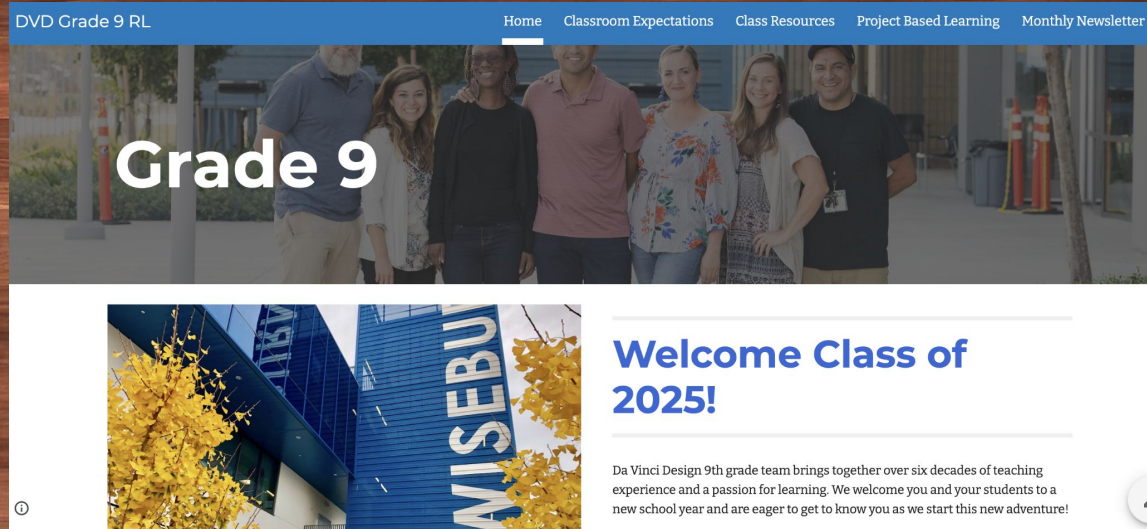 DVD Grade 9 RL
Home Classroom Expectations Class Resources Project Based Learning Monthly Newsletter
Grade 9
WISEBU
Welcome Class of
2025!
Da Vinci Design 9th grade team brings together over six decades of teaching
experience and a passion for learning. We welcome you and your students to a
new school year and are eager to get to know you as we start this new adventure!